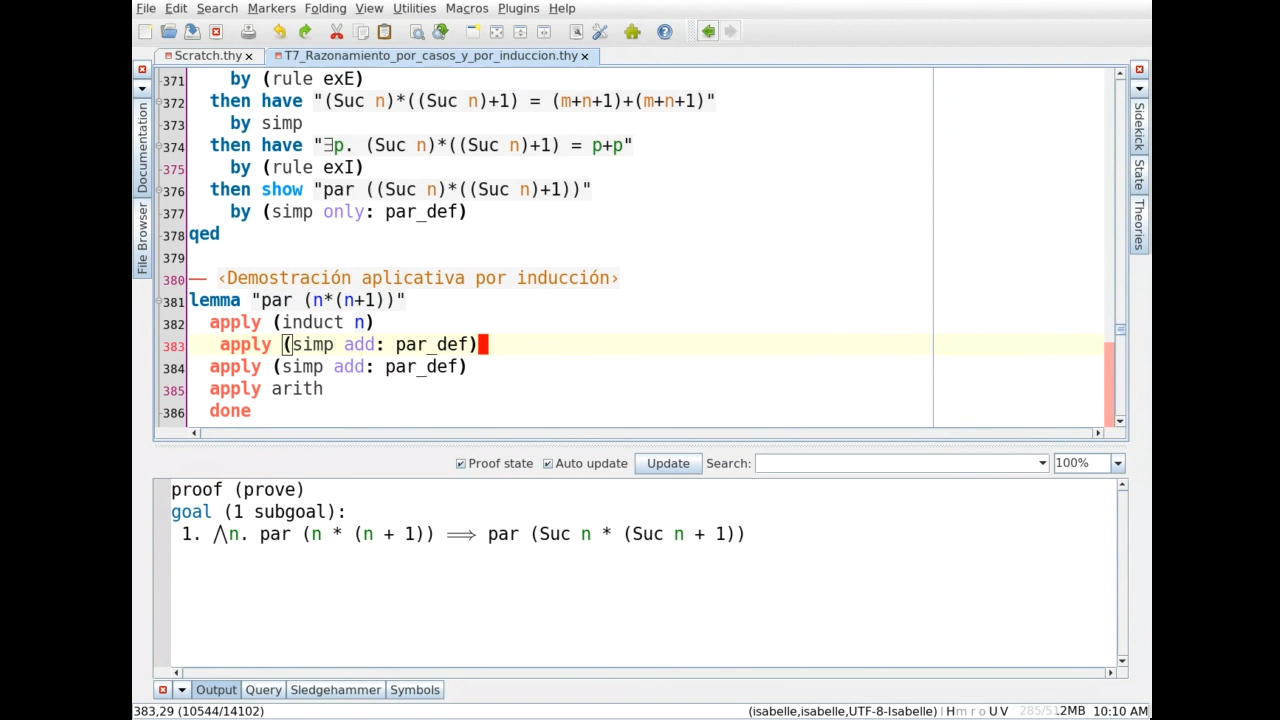 File Edit Search Markers Folding View Utilities Macros Plugins Help
Scratch.thy
T7_Razonamiento_por_casos_y_por_induccion.thy
371 by (rule exE)
372 then have "(Suc n)*((Suc n)+1) = (m+n+1)+(m+n+1)"
373 by simp
374 then have "∃p. (Suc n)*((Suc n)+1) = p+p"
375 by (rule exI)
376 then show "par ((Suc n)*((Suc n)+1))"
377 by (simp only: par_def)
378 qed
379
380 — ‹Demostración aplicativa por inducción›
381 lemma "par (n*(n+1))"
382 apply (induct n)
383 apply (simp add: par_def)
384 apply (simp add: par_def)
385 apply arith
386 done
Documentation
File Browser
Sidekick
State
Theories
Proof state Auto update Update Search: 100%
proof (prove)
goal (1 subgoal):
1. ⋀n. par (n * (n + 1)) ⟹ par (Suc n * (Suc n + 1))
Output Query Sledgehammer Symbols
383,29 (10544/14102) (isabelle,isabelle,UTF-8-Isabelle) | H m r o U V 285/512MB 10:10 AM